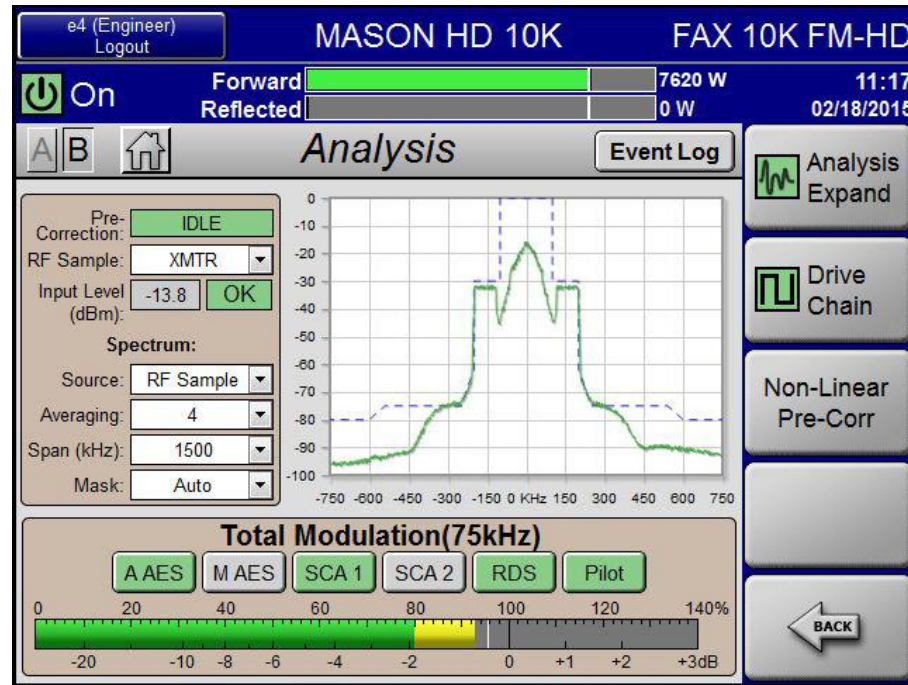 e4 (Engineer)
Logout
MASON HD 10K
FAX 10K FM-HD
On
Forward
7620 W
Reflected
0 W
11:17
02/18/2015
A B
Analysis
Event Log
Analysis
Expand
Pre-
Correction:
IDLE
RF Sample:
XMTR
Input Level
(dBm):
-13.8
OK
Spectrum:
Source:
RF Sample
Averaging:
4
Span (kHz):
1500
Mask:
Auto
0
-10
-20
-30
-40
-50
-60
-70
-80
-90
-100
-750 -600 -450 -300 -150 0 KHz 150 300 450 600 750
Drive
Chain
Non-Linear
Pre-Corr
Total Modulation(75kHz)
A AES M AES SCA 1 SCA 2 RDS Pilot
0 20 40 60 80 100 120 140%
-20 -10 -8 -6 -4 -2 0 +1 +2 +3dB
BACK